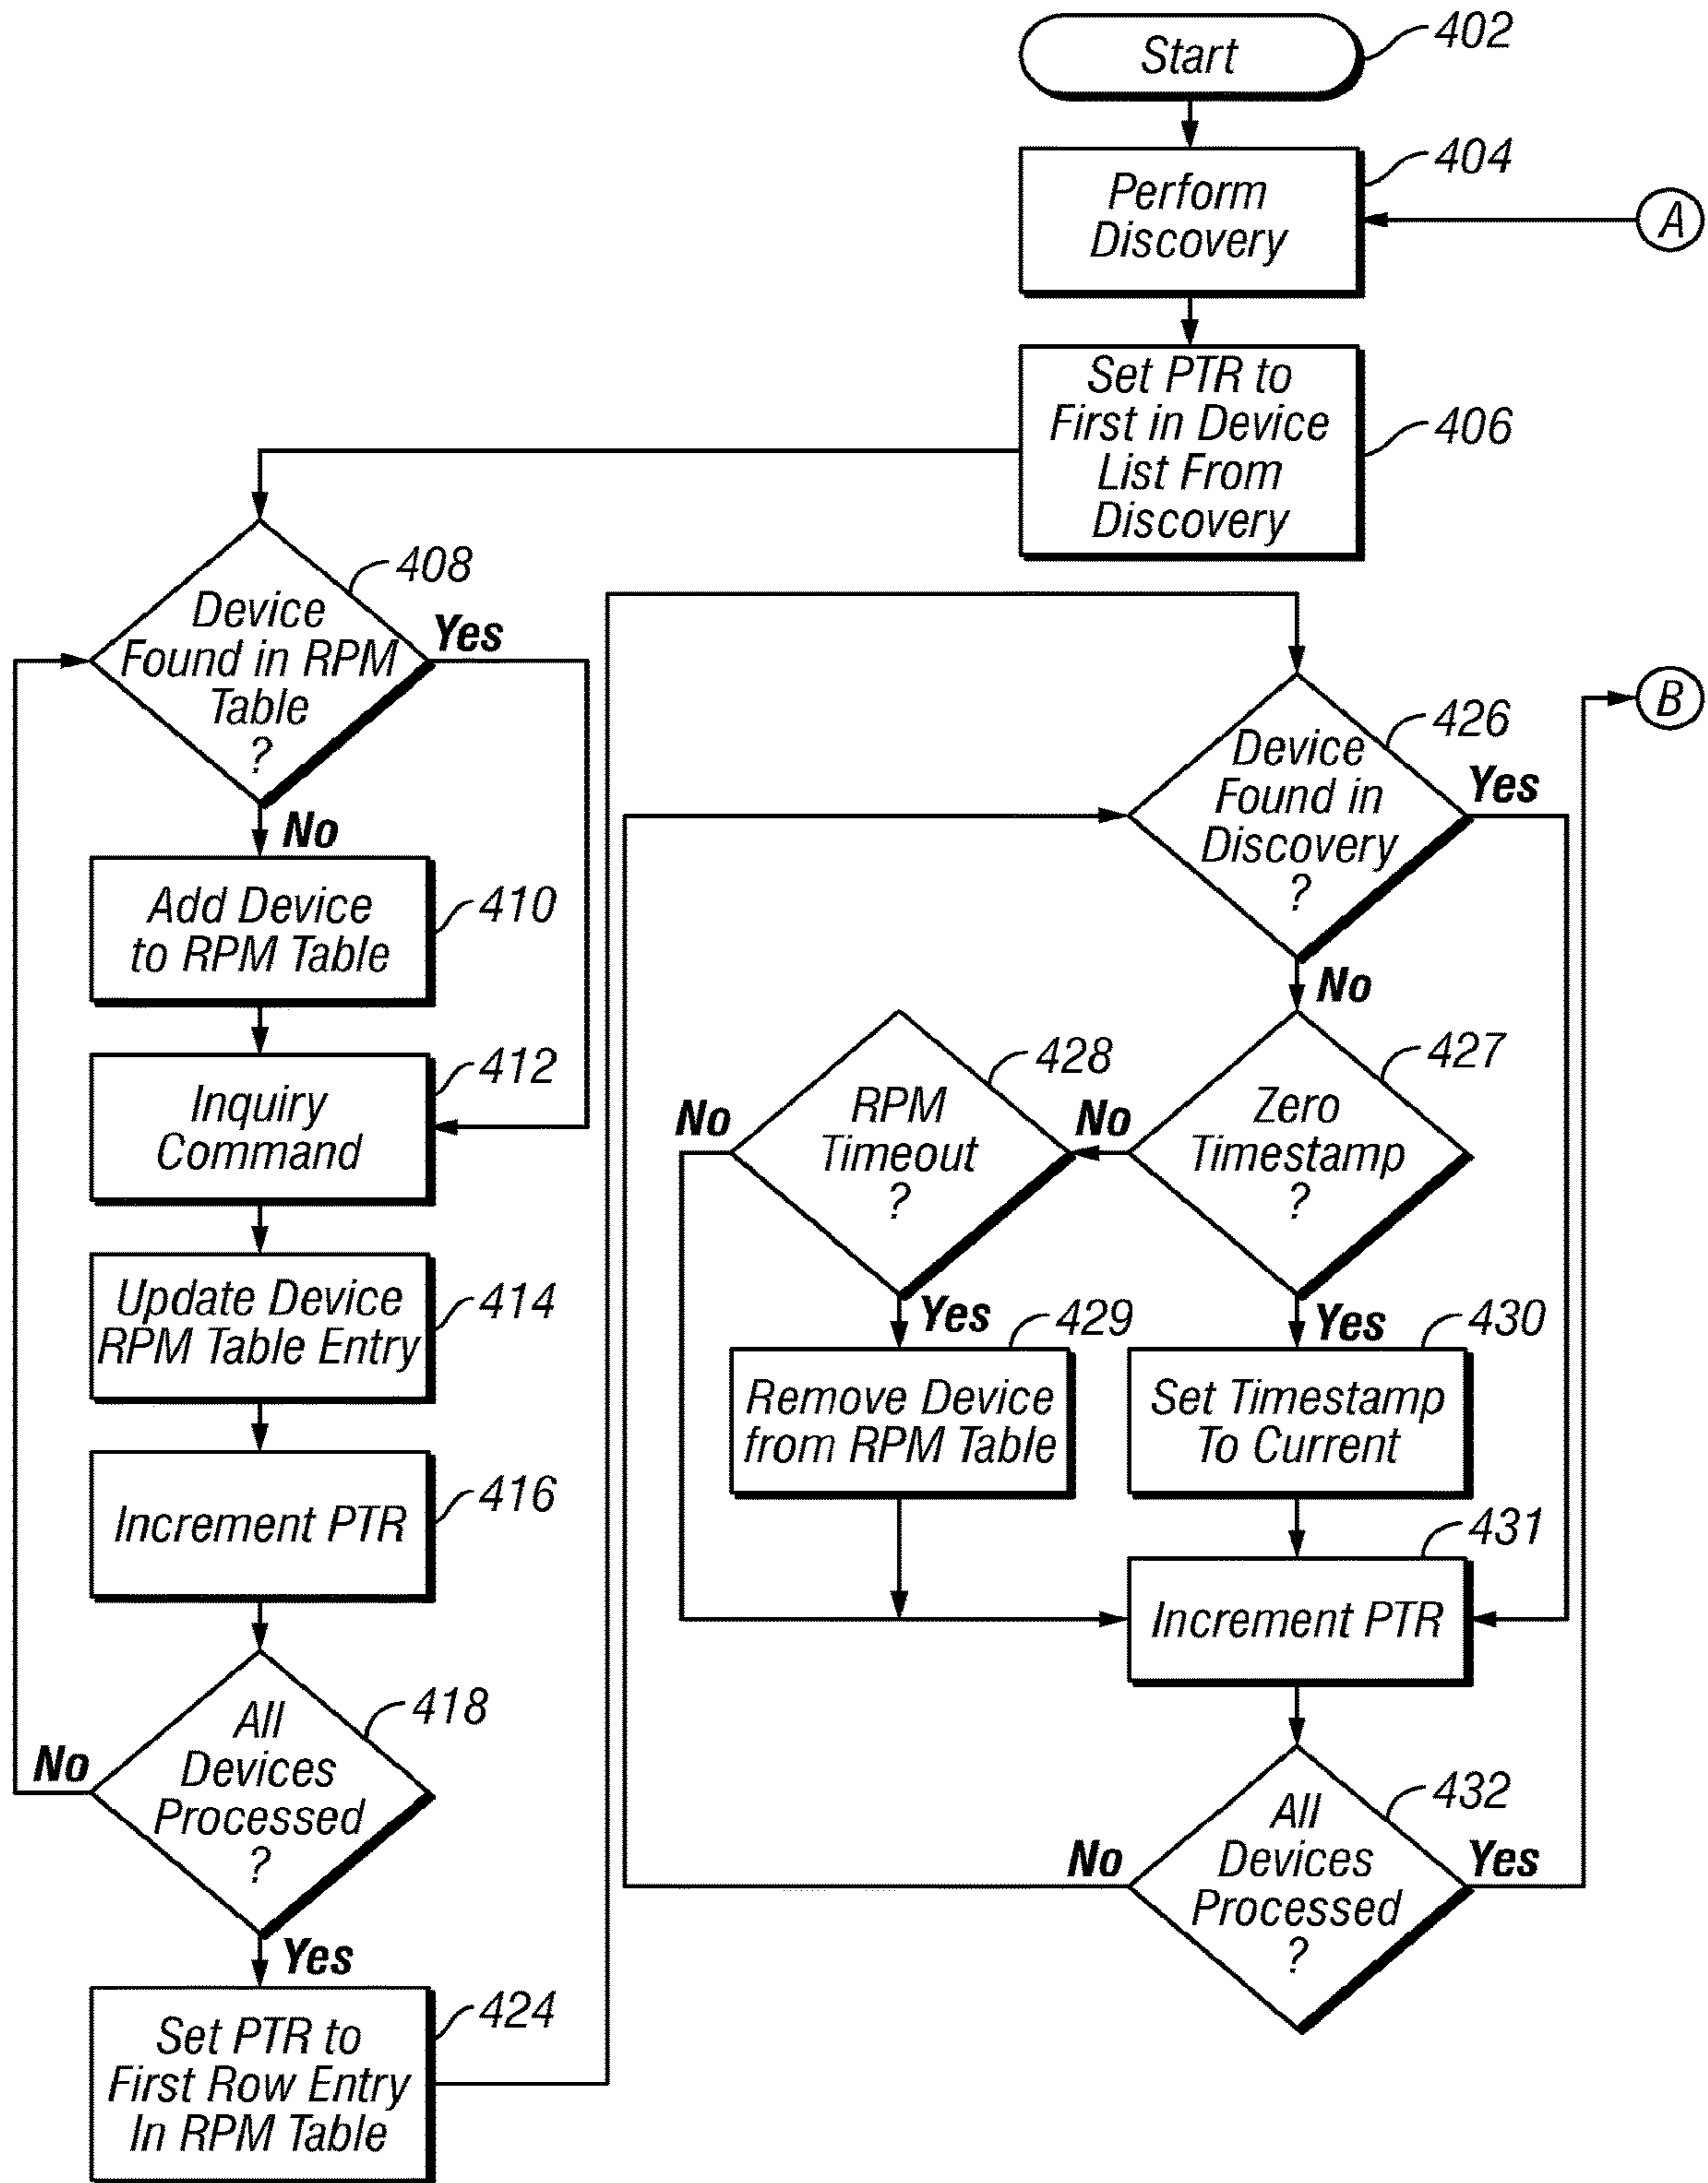 Start
402
Perform
Discovery
404
A
Set PTR to
First in Device
List From
Discovery
406
Device
Found in RPM
Table
?
408
Yes
No
Add Device
to RPM Table
410
Inquiry
Command
412
Update Device
RPM Table Entry
414
Increment PTR
416
All
Devices
Processed
?
418
No
Yes
Set PTR to
First Row Entry
In RPM Table
424
Device
Found in
Discovery
?
426
Yes
No
B
Zero
Timestamp
?
427
No
Yes
RPM
Timeout
?
428
No
Yes
Remove Device
from RPM Table
429
Set Timestamp
To Current
430
Increment PTR
431
All
Devices
Processed
?
432
No
Yes